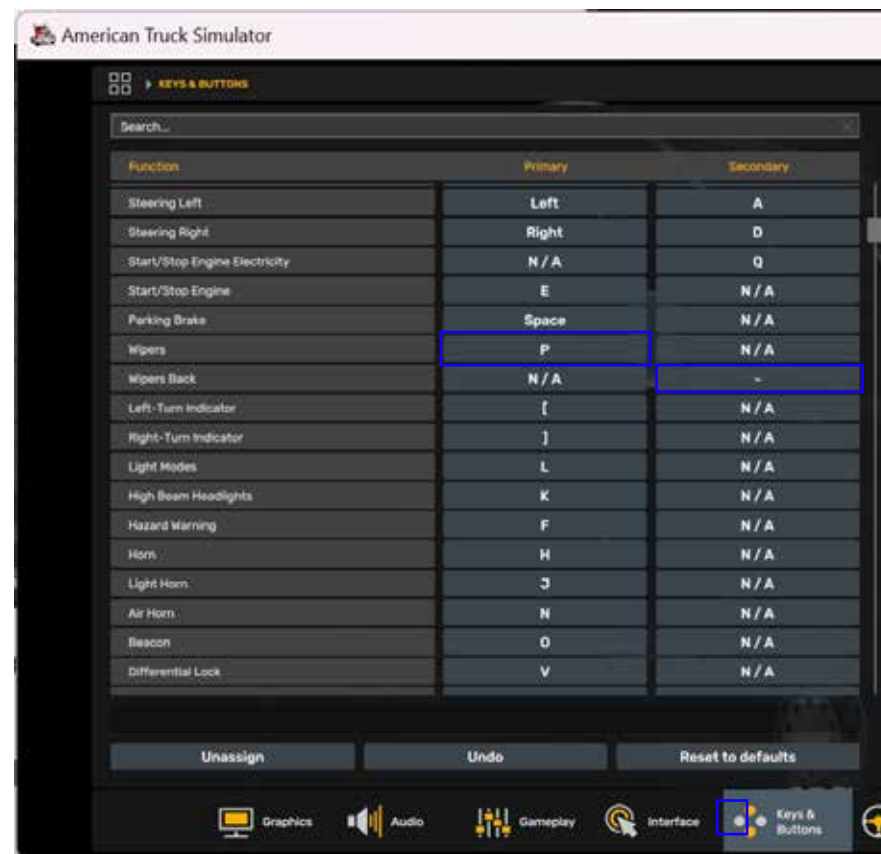 American Truck Simulator
KEYS & BUTTONS
Search...
Function Primary Secondary
Steering Left Left A
Steering Right Right D
Start/Stop Engine Electricity N/A Q
Start/Stop Engine E N/A
Parking Brake Space N/A
Wipers P N/A
Wipers Back N/A -
Left-Turn Indicator [ N/A
Right-Turn Indicator ] N/A
Light Modes L N/A
High Beam Headlights K N/A
Hazard Warning F N/A
Horn H N/A
Light Horn J N/A
Air Horn N N/A
Beacon O N/A
Differential Lock V N/A
Unassign Undo Reset to defaults
Graphics Audio Gameplay Interface Keys &
Buttons